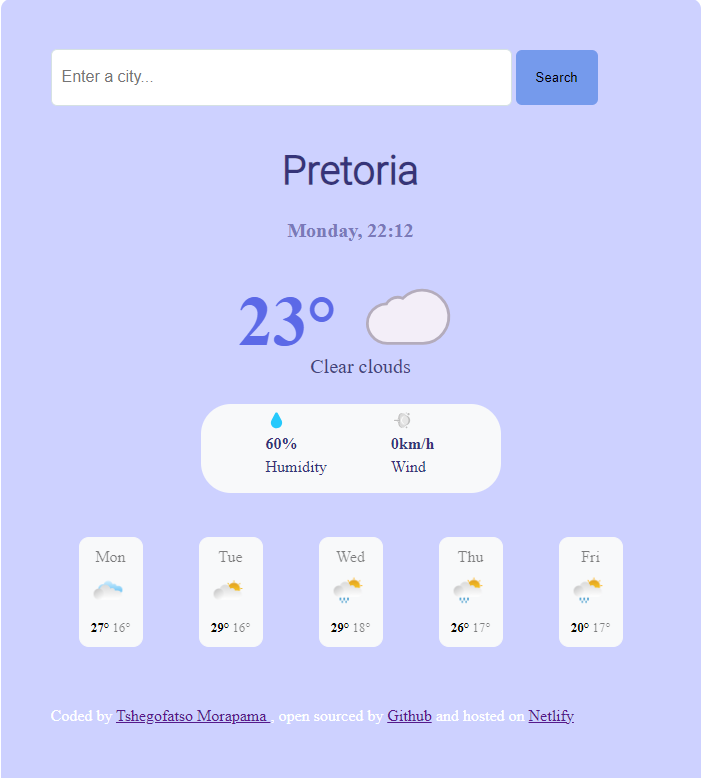 Enter a city...
Search
Pretoria
Monday, 22:12
23°
Clear clouds
60%
0km/h
Humidity
Wind
Mon
Tue
Wed
Thu
Fri
27° 16°
29° 16°
29° 18°
26° 17°
20° 17°
Coded by Tshegofatso Morapama , open sourced by Github and hosted on Netlify